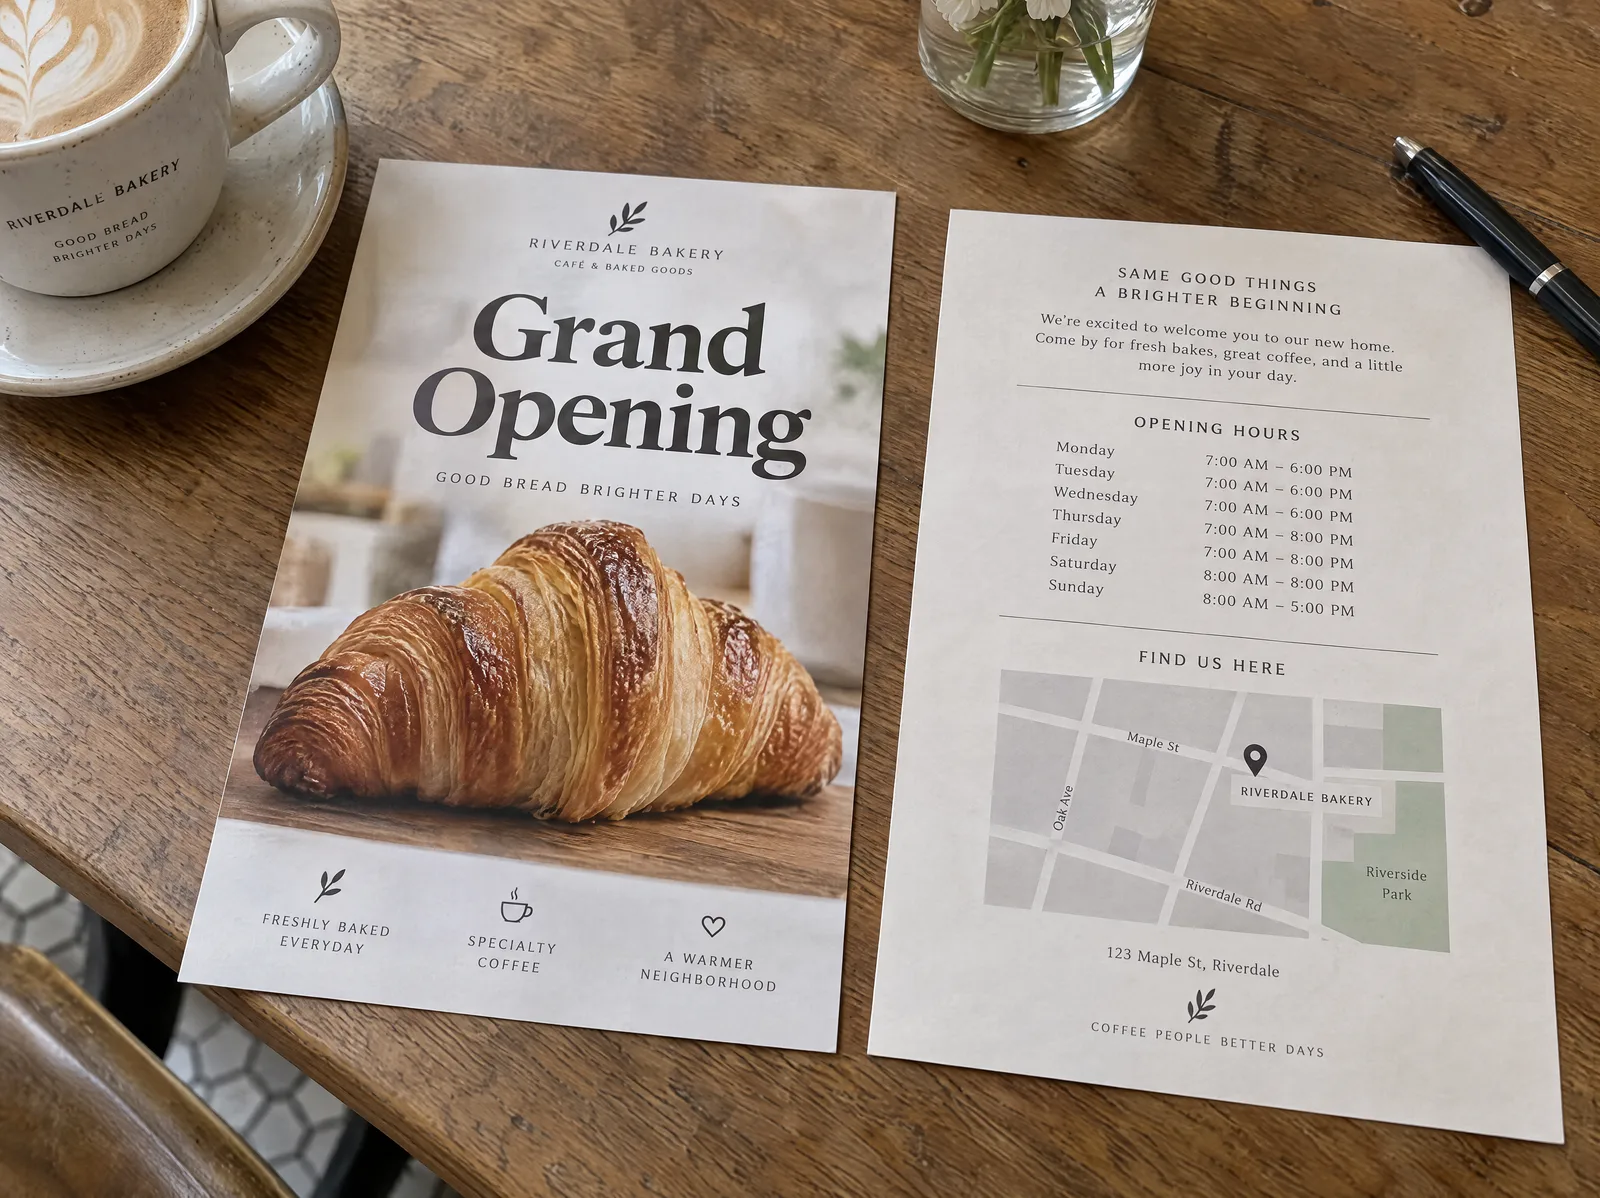 RIVERDALE BAKERY
GOOD BREAD
BRIGHTER DAYS
RIVERDALE BAKERY
CAFÉ & BAKED GOODS
Grand
Opening
GOOD BREAD BRIGHTER DAYS
FRESHLY BAKED
EVERYDAY
SPECIALTY
COFFEE
A WARMER
NEIGHBORHOOD
SAME GOOD THINGS
A BRIGHTER BEGINNING
We're excited to welcome you to our new home.
Come by for fresh bakes, great coffee, and a little
more joy in your day.
OPENING HOURS
Monday 7:00 AM – 6:00 PM
Tuesday 7:00 AM – 6:00 PM
Wednesday 7:00 AM – 6:00 PM
Thursday 7:00 AM – 8:00 PM
Friday 7:00 AM – 8:00 PM
Saturday 8:00 AM – 8:00 PM
Sunday 8:00 AM – 5:00 PM
FIND US HERE
Maple St
RIVERDALE BAKERY
Oak Ave
Riverside
Park
Riverdale Rd
123 Maple St, Riverdale
COFFEE PEOPLE BETTER DAYS